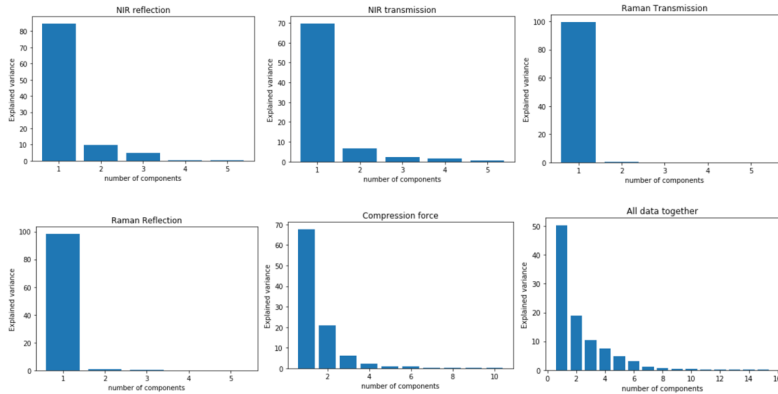 NIR reflection
Explained variance
80
70
60
50
40
30
20
10
0
1 2 3 4 5
number of components
NIR transmission
Explained variance
70
60
50
40
30
20
10
0
1 2 3 4 5
number of components
Raman Transmission
Explained variance
100
80
60
40
20
0
1 2 3 4 5
number of components
Raman Reflection
Explained variance
100
80
60
40
20
0
1 2 3 4 5
number of components
Compression force
Explained variance
70
60
50
40
30
20
10
0
2 4 6 8 10
number of components
All data together
Explained variance
50
40
30
20
10
0
0 2 4 6 8 10 12 14 16
number of components